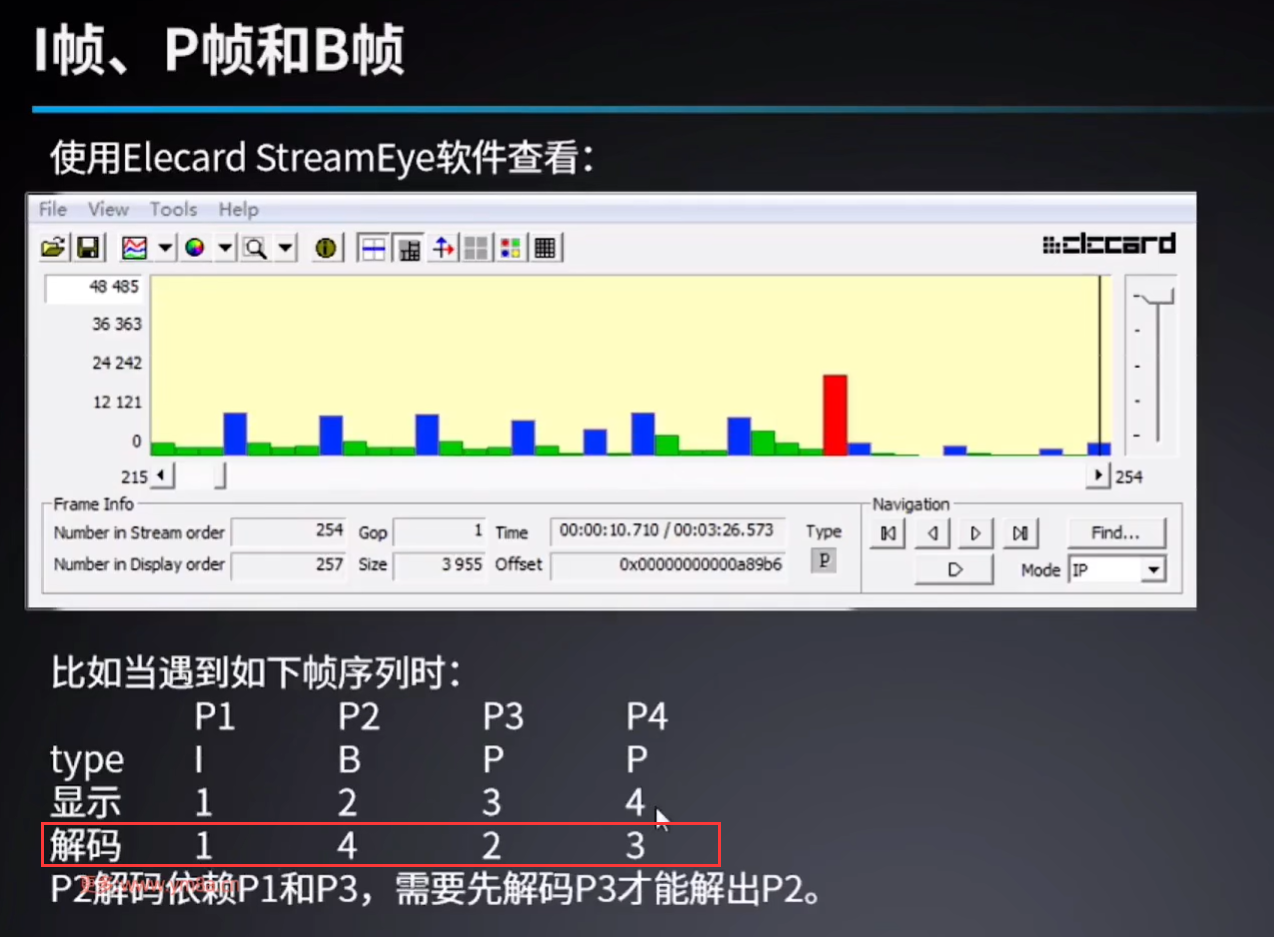 I帧、P帧和B帧
使用Elecard StreamEye软件查看：
File View Tools Help
elecard
48 485
36 363
24 242
12 121
0
215 254
Frame Info
Number in Stream order 254 Gop 1 Time 00:00:10.710 / 00:03:26.573 Type
Number in Display order 257 Size 3 955 Offset 0x00000000000a89b6 P
Navigation
Find...
Mode IP
比如当遇到如下帧序列时：
P1 P2 P3 P4
type I B P P
显示 1 2 3 4
解码 1 4 2 3
P2解码依赖P1和P3，需要先解码P3才能解出P2。